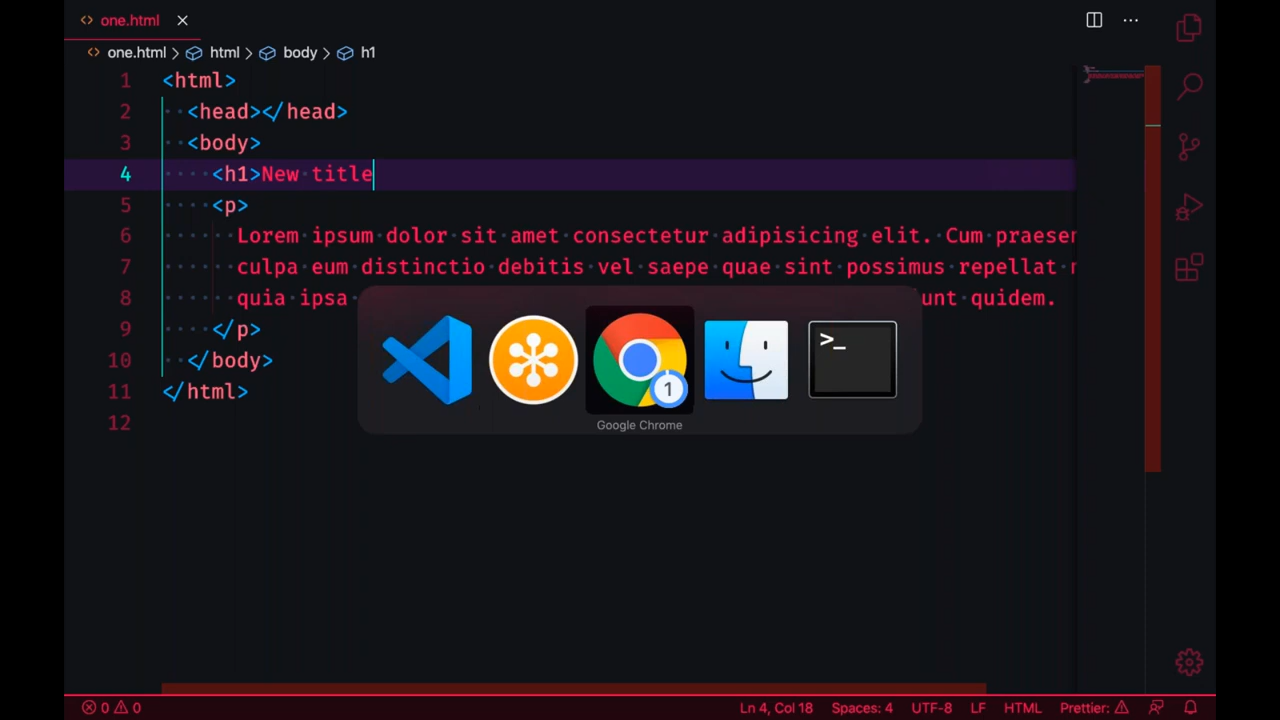 one.html
one.html > html > body > h1
1 <html>
2 <head></head>
3 <body>
4 <h1>New title
5 <p>
6 Lorem ipsum dolor sit amet consectetur adipisicing elit. Cum praesen
7 culpa eum distinctio debitis vel saepe quae sint possimus repellat
8 quia ipsa unt quidem.
9 </p>
10 </body>
11 </html>
12
>_
1
Google Chrome
0 0 Ln 4, Col 18 Spaces: 4 UTF-8 LF HTML Prettier: